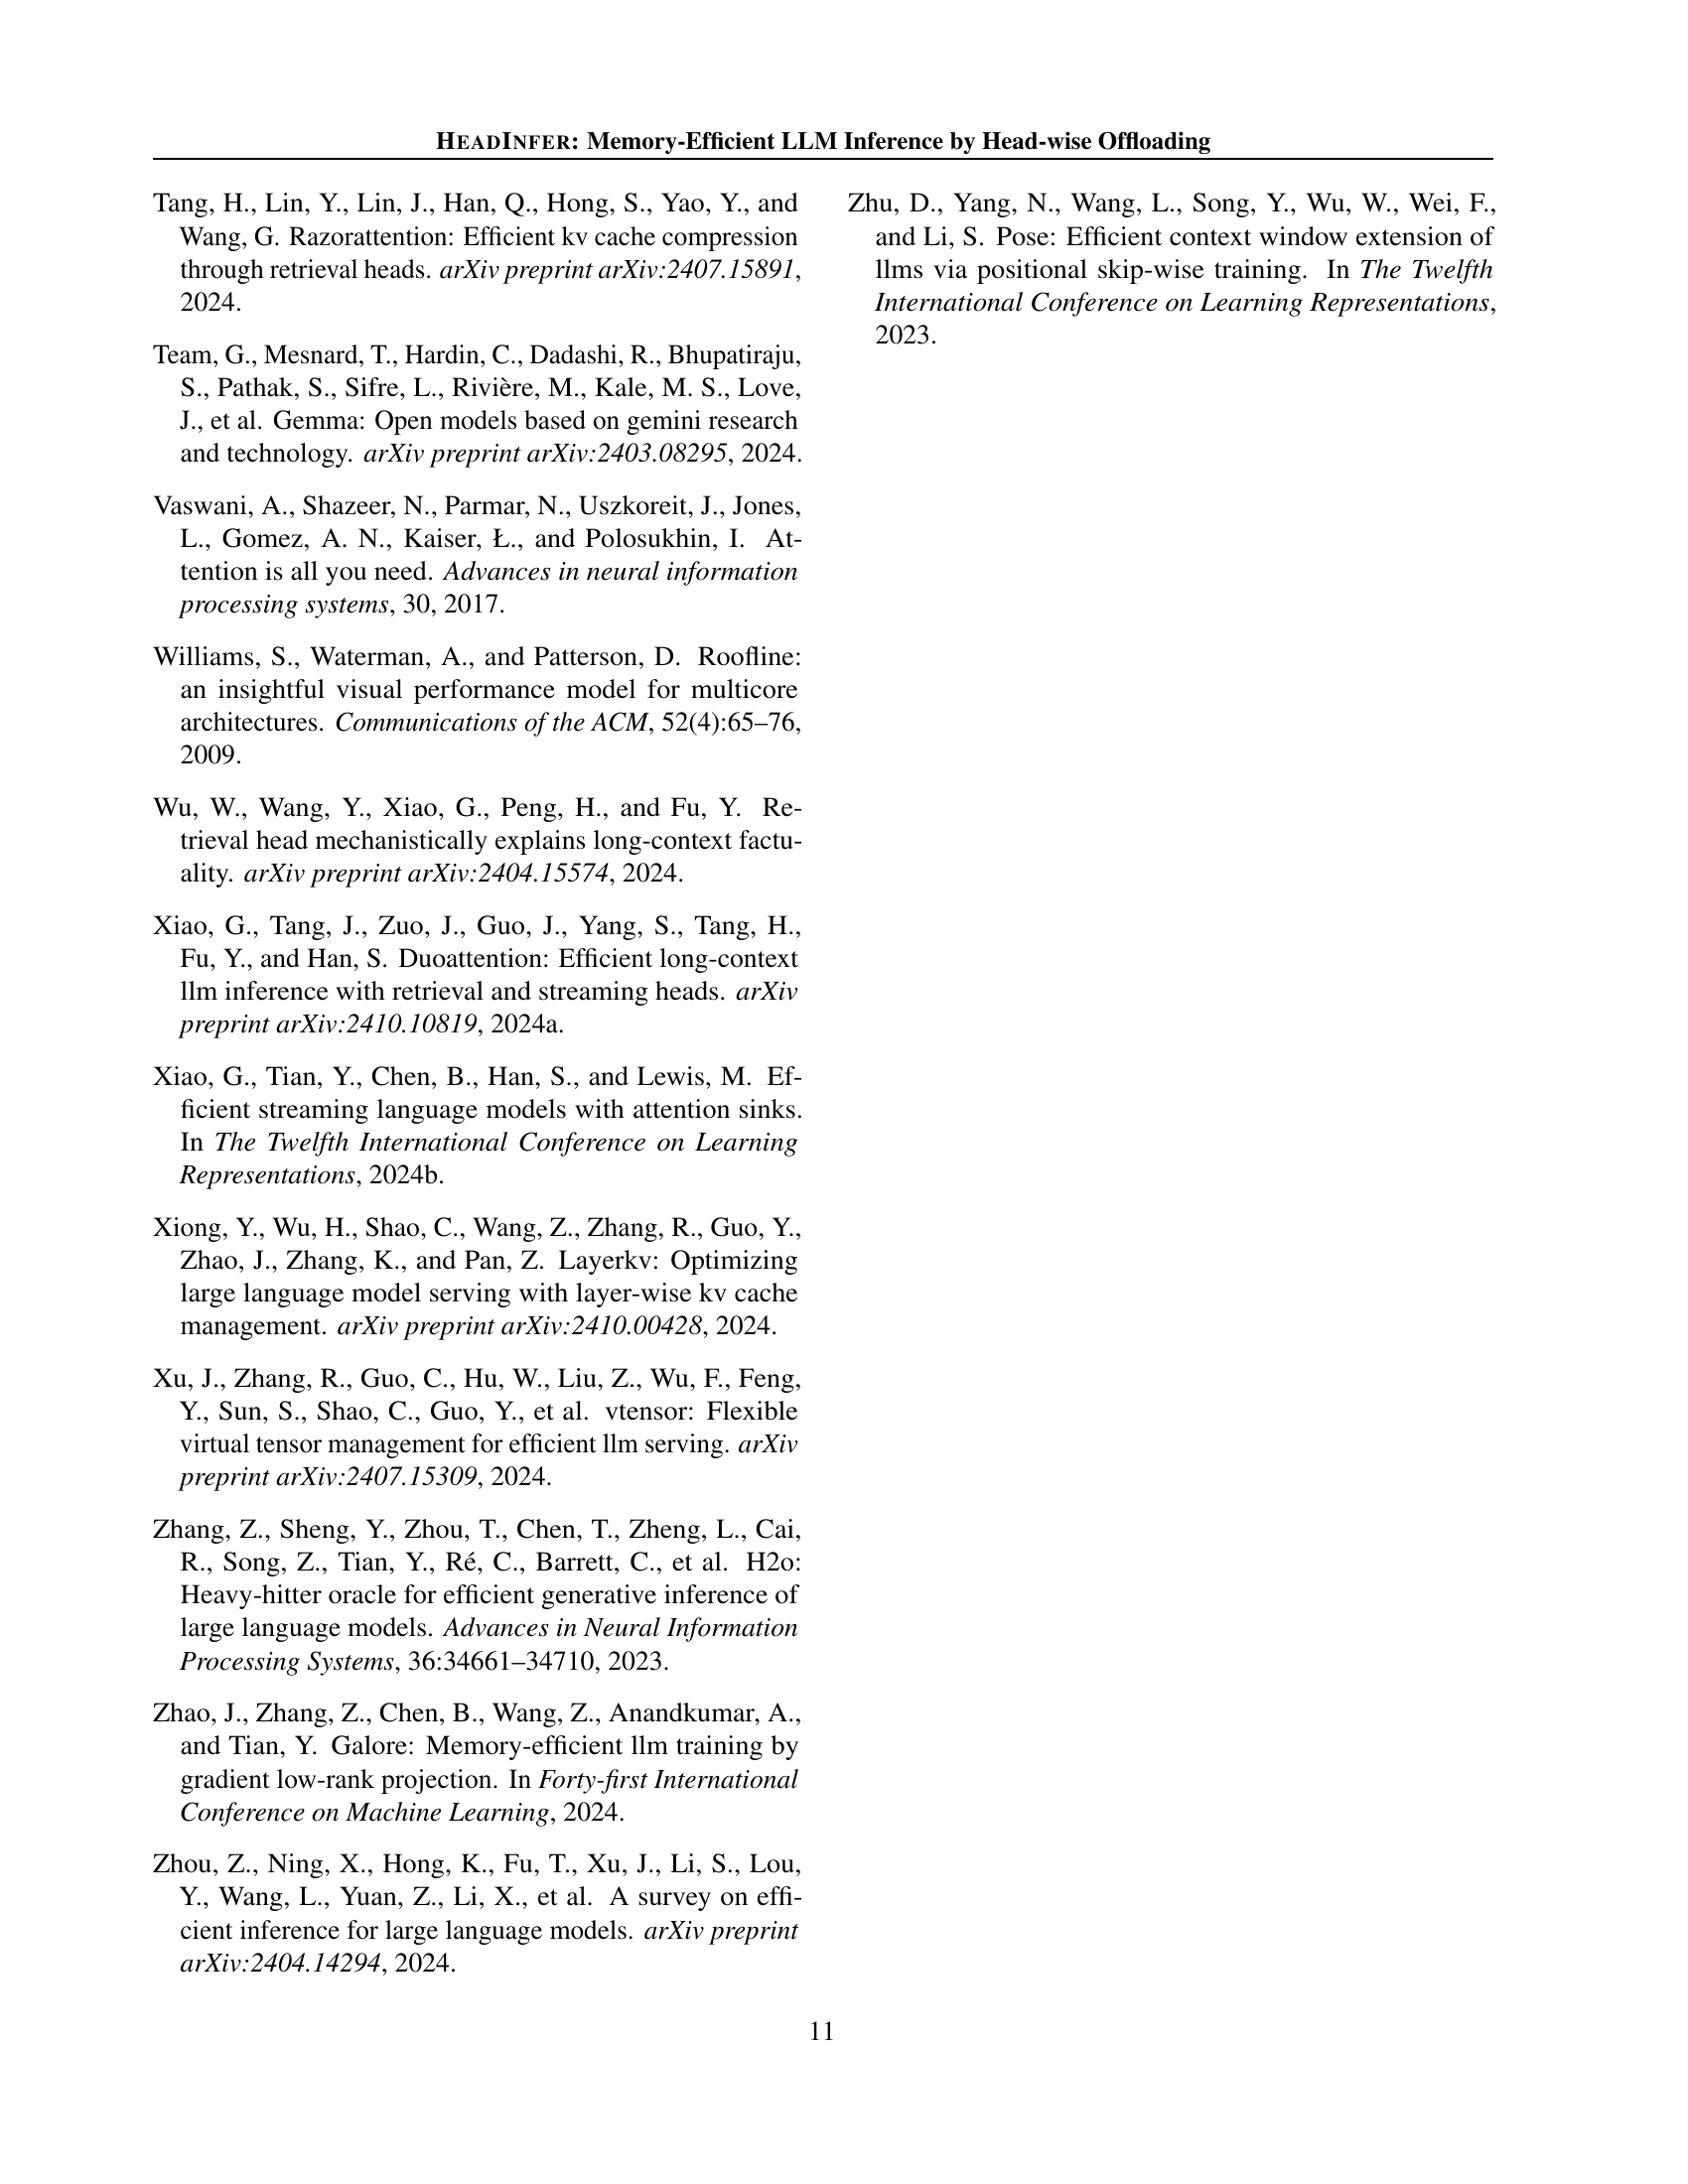 HEADINFER: Memory-Efficient LLM Inference by Head-wise Offloading
Tang, H., Lin, Y., Lin, J., Han, Q., Hong, S., Yao, Y., and
Wang, G. Razorattention: Efficient kv cache compression
through retrieval heads. arXiv preprint arXiv:2407.15891,
2024.
Team, G., Mesnard, T., Hardin, C., Dadashi, R., Bhupatiraju,
S., Pathak, S., Sifre, L., Rivière, M., Kale, M. S., Love,
J., et al. Gemma: Open models based on gemini research
and technology. arXiv preprint arXiv:2403.08295, 2024.
Vaswani, A., Shazeer, N., Parmar, N., Uszkoreit, J., Jones,
L., Gomez, A. N., Kaiser, Ł., and Polosukhin, I. At-
tention is all you need. Advances in neural information
processing systems, 30, 2017.
Williams, S., Waterman, A., and Patterson, D. Roofline:
an insightful visual performance model for multicore
architectures. Communications of the ACM, 52(4):65–76,
2009.
Wu, W., Wang, Y., Xiao, G., Peng, H., and Fu, Y. Re-
trieval head mechanistically explains long-context factu-
ality. arXiv preprint arXiv:2404.15574, 2024.
Xiao, G., Tang, J., Zuo, J., Guo, J., Yang, S., Tang, H.,
Fu, Y., and Han, S. Duoattention: Efficient long-context
llm inference with retrieval and streaming heads. arXiv
preprint arXiv:2410.10819, 2024a.
Xiao, G., Tian, Y., Chen, B., Han, S., and Lewis, M. Ef-
ficient streaming language models with attention sinks.
In The Twelfth International Conference on Learning
Representations, 2024b.
Xiong, Y., Wu, H., Shao, C., Wang, Z., Zhang, R., Guo, Y.,
Zhao, J., Zhang, K., and Pan, Z. Layerkv: Optimizing
large language model serving with layer-wise kv cache
management. arXiv preprint arXiv:2410.00428, 2024.
Xu, J., Zhang, R., Guo, C., Hu, W., Liu, Z., Wu, F., Feng,
Y., Sun, S., Shao, C., Guo, Y., et al. vtensor: Flexible
virtual tensor management for efficient llm serving. arXiv
preprint arXiv:2407.15309, 2024.
Zhang, Z., Sheng, Y., Zhou, T., Chen, T., Zheng, L., Cai,
R., Song, Z., Tian, Y., Ré, C., Barrett, C., et al. H2o:
Heavy-hitter oracle for efficient generative inference of
large language models. Advances in Neural Information
Processing Systems, 36:34661–34710, 2023.
Zhao, J., Zhang, Z., Chen, B., Wang, Z., Anandkumar, A.,
and Tian, Y. Galore: Memory-efficient llm training by
gradient low-rank projection. In Forty-first International
Conference on Machine Learning, 2024.
Zhou, Z., Ning, X., Hong, K., Fu, T., Xu, J., Li, S., Lou,
Y., Wang, L., Yuan, Z., Li, X., et al. A survey on effi-
cient inference for large language models. arXiv preprint
arXiv:2404.14294, 2024.
Zhu, D., Yang, N., Wang, L., Song, Y., Wu, W., Wei, F.,
and Li, S. Pose: Efficient context window extension of
llms via positional skip-wise training. In The Twelfth
International Conference on Learning Representations,
2023.
11